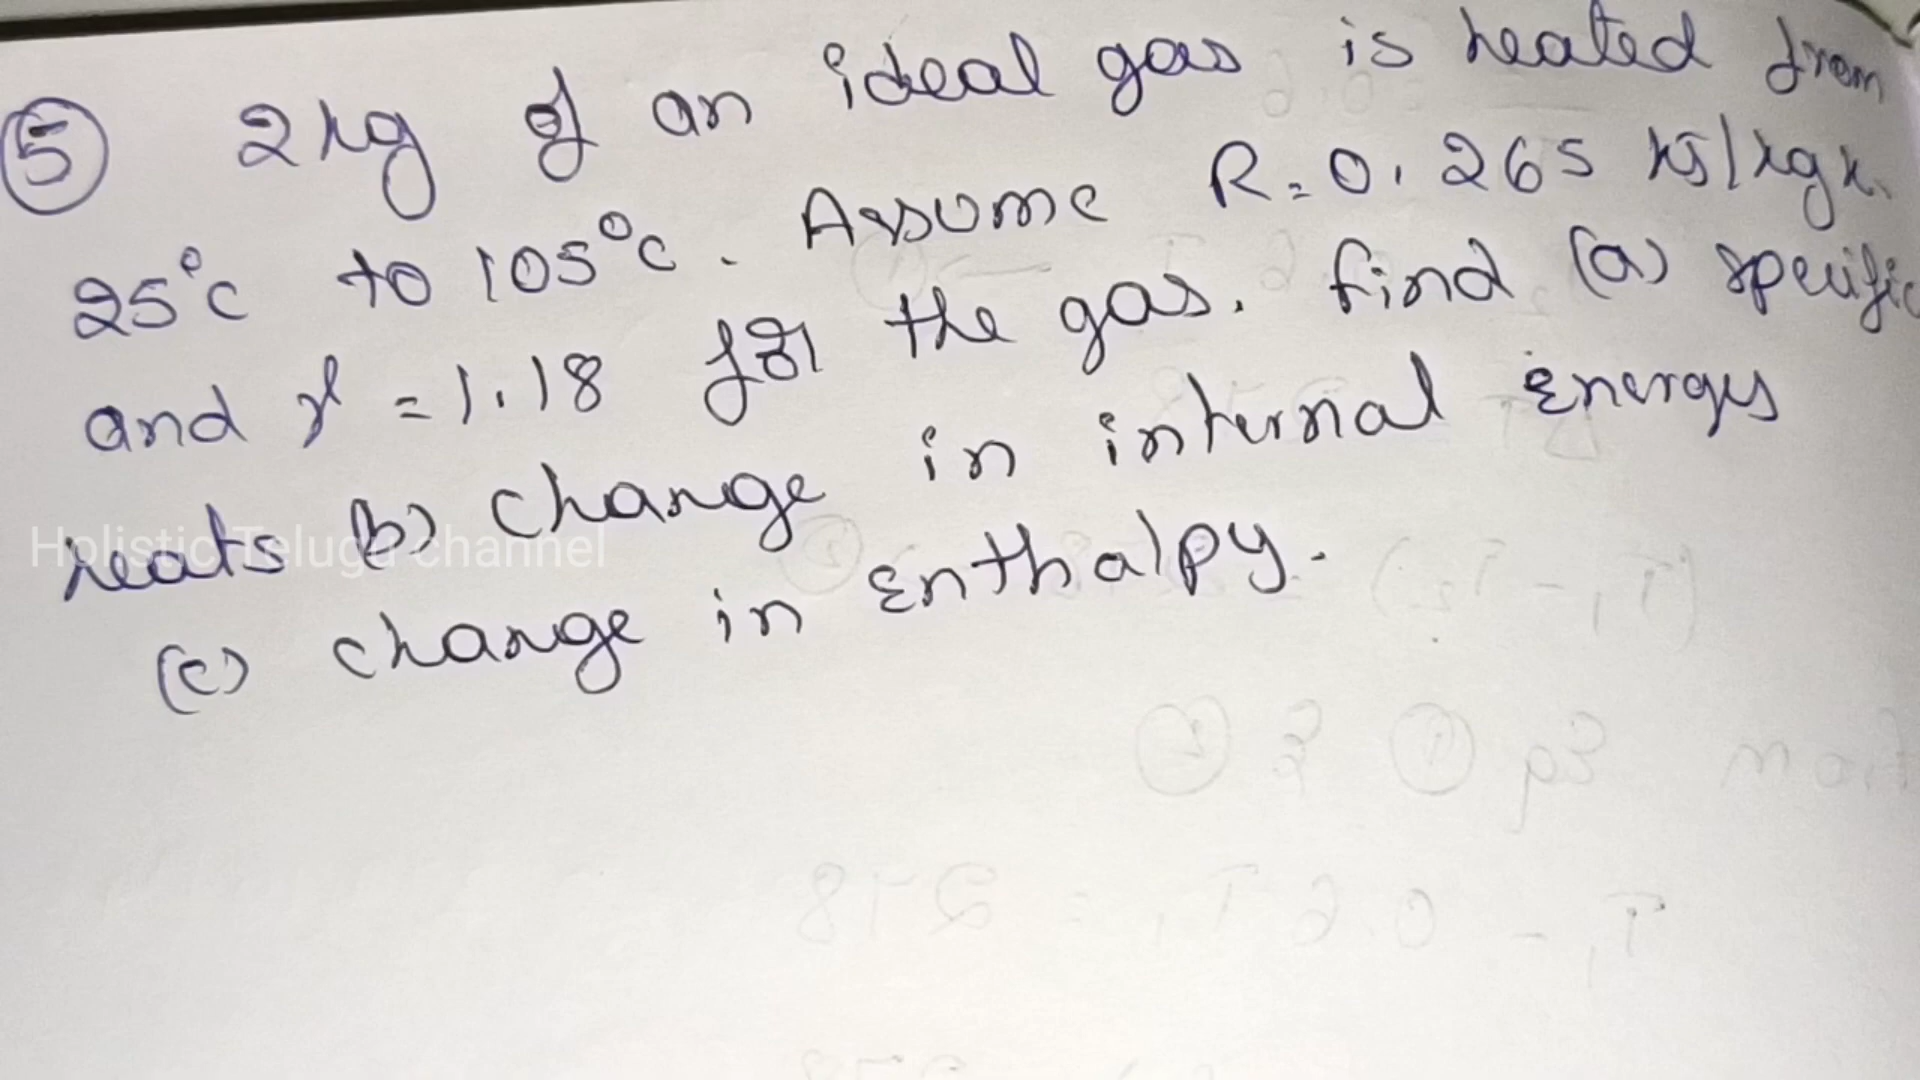 ⑤ 2kg of an ideal gas is heated from
25°c to 105°c. Assume R=0.265 kJ/kgk.
and γ = 1.18 for the gas. find (a) specific
heats (b) change in internal Energy
Holistic Telugu channel
(c) change in Enthalpy.